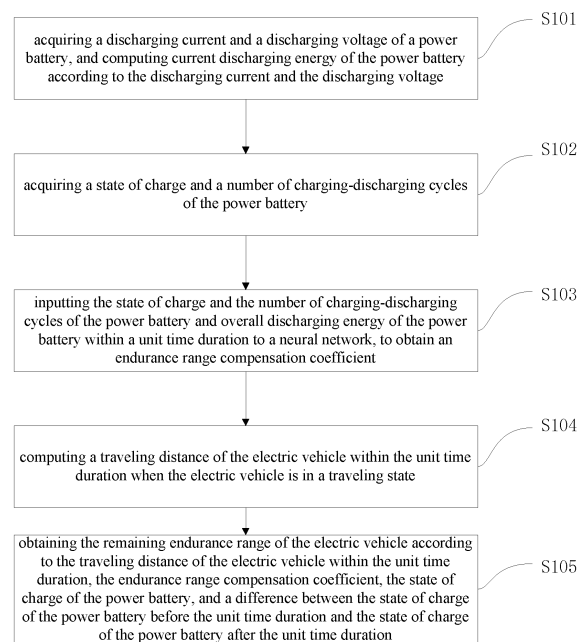 S101
acquiring a discharging current and a discharging voltage of a power
battery, and computing current discharging energy of the power battery
according to the discharging current and the discharging voltage
S102
acquiring a state of charge and a number of charging-discharging cycles
of the power battery
S103
inputting the state of charge and the number of charging-discharging
cycles of the power battery and overall discharging energy of the power
battery within a unit time duration to a neural network, to obtain an
endurance range compensation coefficient
S104
computing a traveling distance of the electric vehicle within the unit time
duration when the electric vehicle is in a traveling state
S105
obtaining the remaining endurance range of the electric vehicle according
to the traveling distance of the electric vehicle within the unit time
duration, the endurance range compensation coefficient, the state of
charge of the power battery, and a difference between the state of charge
of the power battery before the unit time duration and the state of charge
of the power battery after the unit time duration